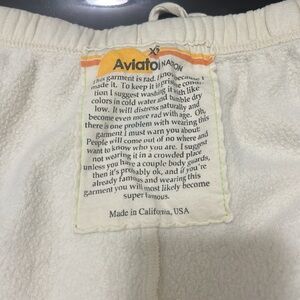 XS
Aviator NATION
This garment is rad. I know because I
made it. To keep it in pristine condi-
tion I suggest washing it with like
colors in cold water and tumble dry
low. It will distress naturally and
become even more rad with age. Oh,
there is one problem with wearing this
garment I must warn you about:
People will come out of no where and
want to know who you are. I suggest
not wearing it in a crowded place
unless you have a couple body guards,
then it's probably ok, and if you're
already famous and wearing this
garment you will most likely become
super famous.
Made in California, USA